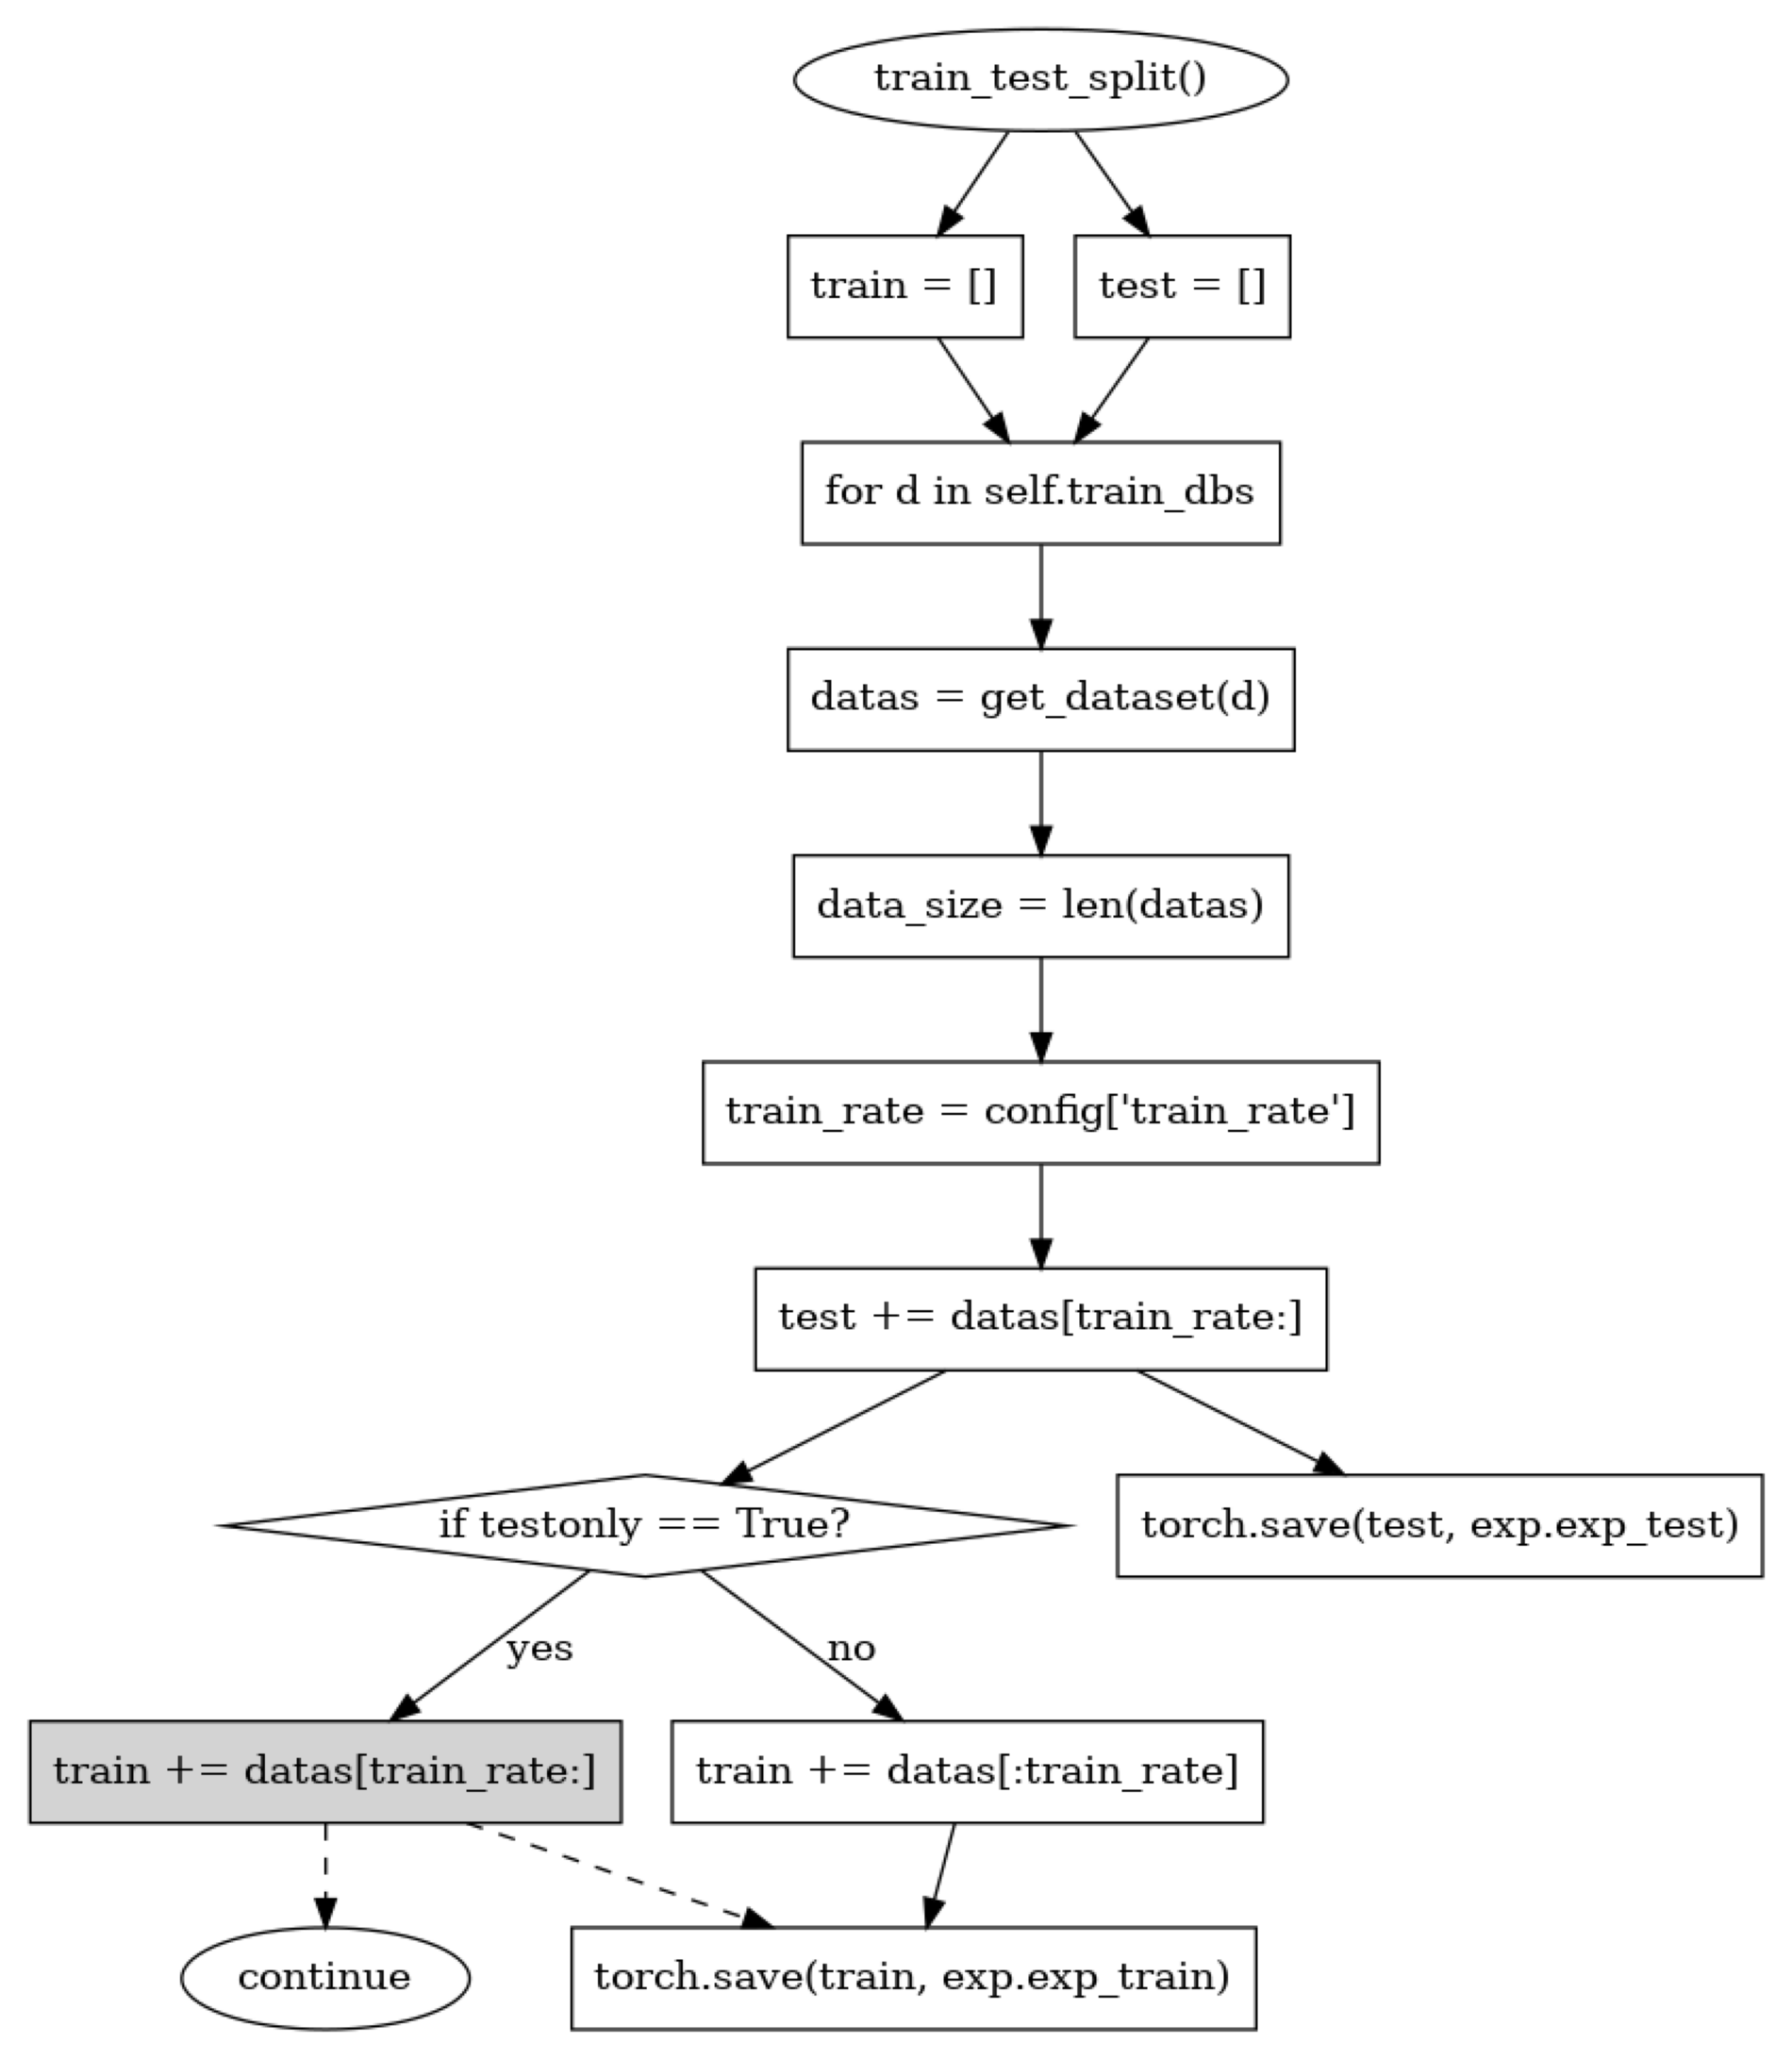 train_test_split()
train = []
test = []
for d in self.train_dbs
datas = get_dataset(d)
data_size = len(datas)
train_rate = config['train_rate']
test += datas[train_rate:]
if testonly == True?
torch.save(test, exp.exp_test)
yes
no
train += datas[train_rate:]
train += datas[:train_rate]
continue
torch.save(train, exp.exp_train)